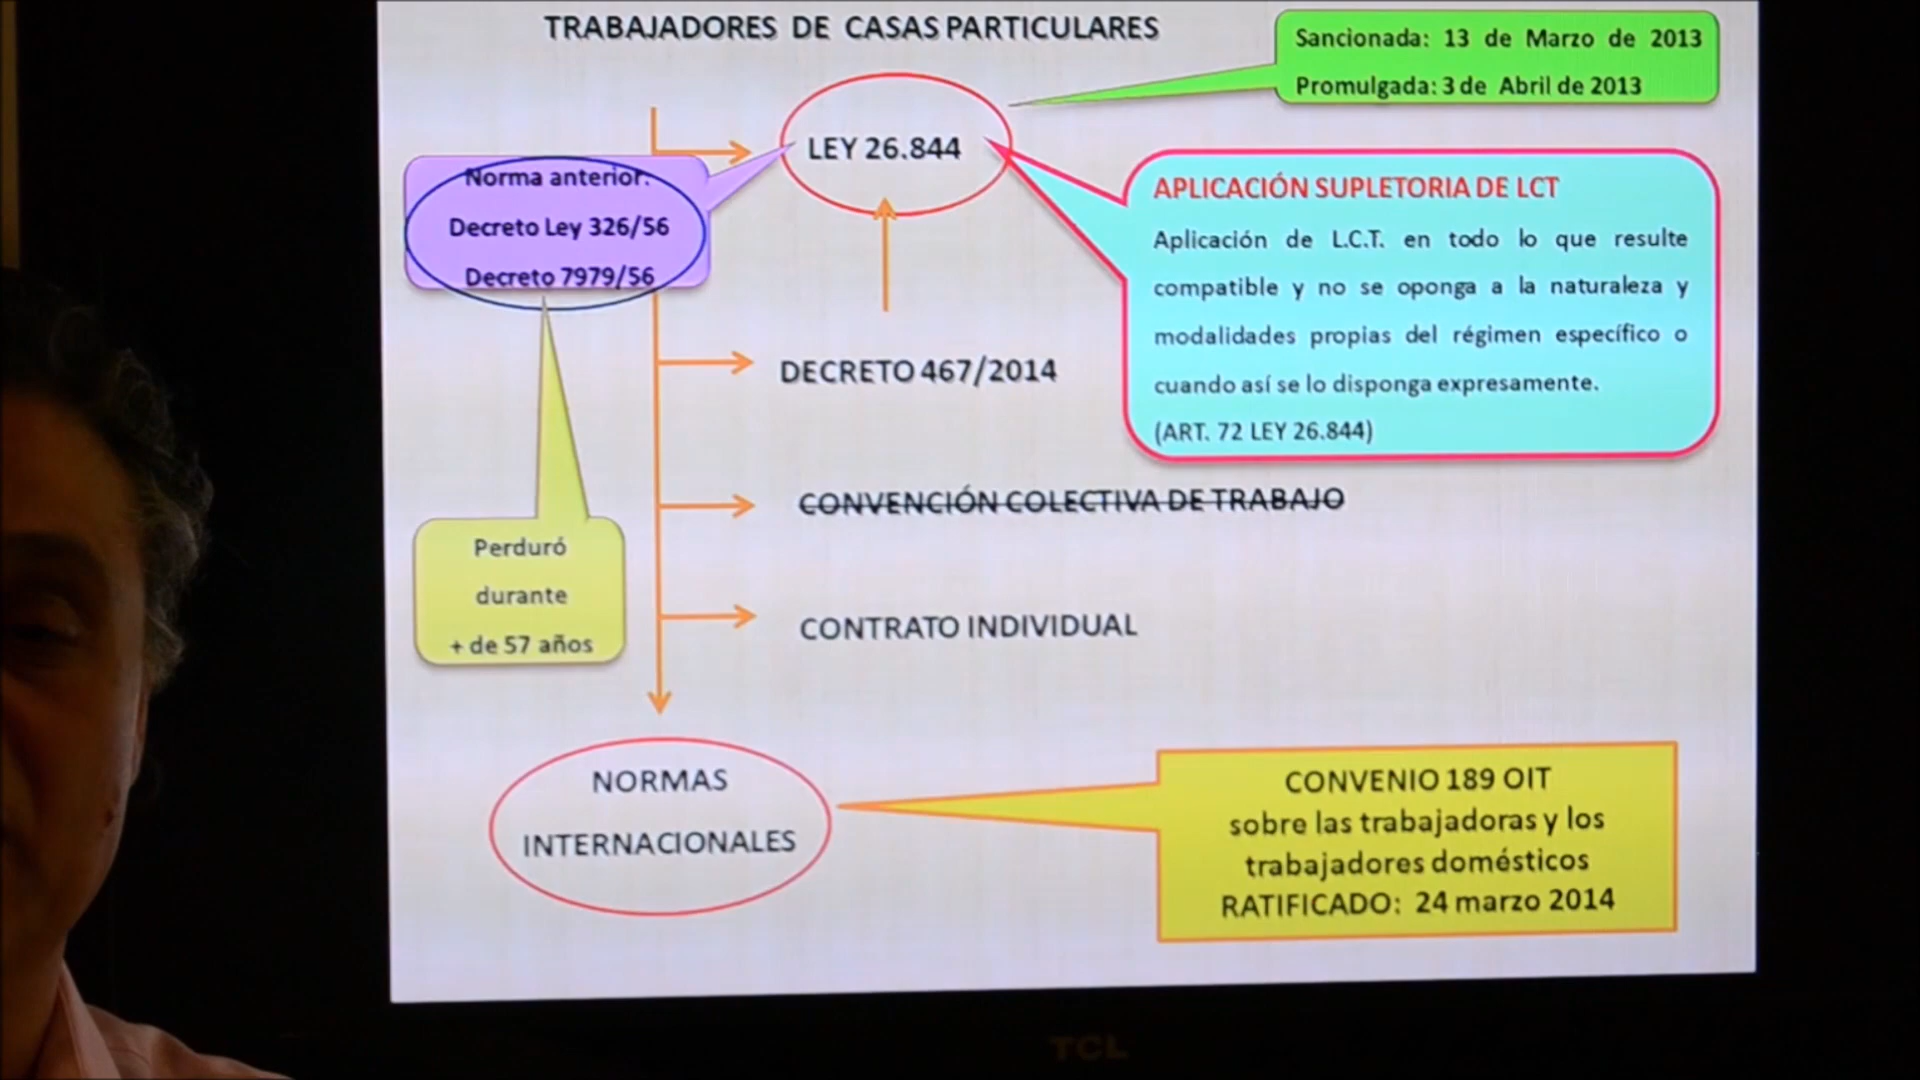 TRABAJADORES DE CASAS PARTICULARES
Sancionada: 13 de Marzo de 2013
Promulgada: 3 de Abril de 2013
LEY 26.844
Norma anterior:
Decreto Ley 326/56
Decreto 7979/56
APLICACIÓN SUPLETORIA DE LCT
Aplicación de L.C.T. en todo lo que resulte
compatible y no se oponga a la naturaleza y
modalidades propias del régimen específico o
cuando así se lo disponga expresamente.
(ART. 72 LEY 26.844)
DECRETO 467/2014
CONVENCIÓN COLECTIVA DE TRABAJO
Perduró
durante
+ de 57 años
CONTRATO INDIVIDUAL
NORMAS
INTERNACIONALES
CONVENIO 189 OIT
sobre las trabajadoras y los
trabajadores domésticos
RATIFICADO: 24 marzo 2014
TCL